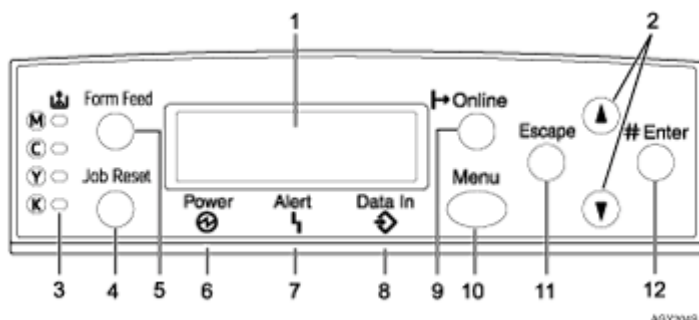 1
2
Form Feed
Online
M
C
Escape
# Enter
Y
Job Reset
Menu
K
Power
Alert
Data In
3
4
5
6
7
8
9
10
11
12